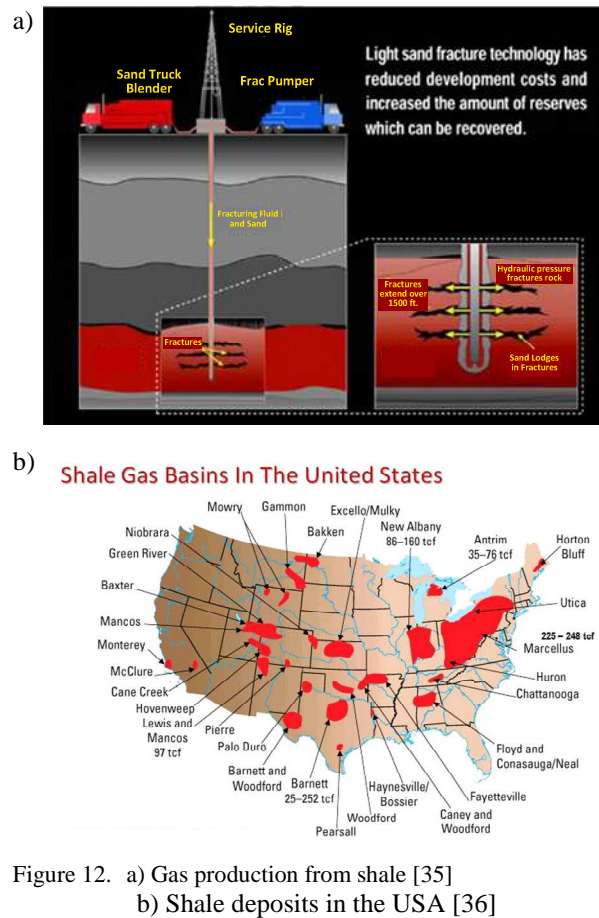 a)
Service Rig
Sand Truck
Blender
Frac Pumper
Light sand fracture technology has
reduced development costs and
increased the amount of reserves
which can be recovered.
Fracturing Fluid
and Sand
Fractures
Fractures
extend over
1500 ft.
Hydraulic pressure
fractures rock
Sand Lodges
in Fractures
b)
Shale Gas Basins In The United States
Mowry
Gammon
Bakken
Excello/Mulky
New Albany
86–160 tcf
Antrim
35–76 tcf
Horton
Bluff
Niobrara
Green River
Baxter
Mancos
Monterey
McClure
Cane Creek
Hovenweep
Lewis and
Mancos
97 tcf
Pierre
Palo Duro
Barnett and
Woodford
Barnett
25–252 tcf
Pearsall
Woodford
Haynesville/
Bossier
Caney and
Woodford
Fayetteville
Floyd and
Conasauga/Neal
Chattanooga
Huron
225 – 248 tcf
Marcellus
Utica
Figure 12. a) Gas production from shale [35]
b) Shale deposits in the USA [36]